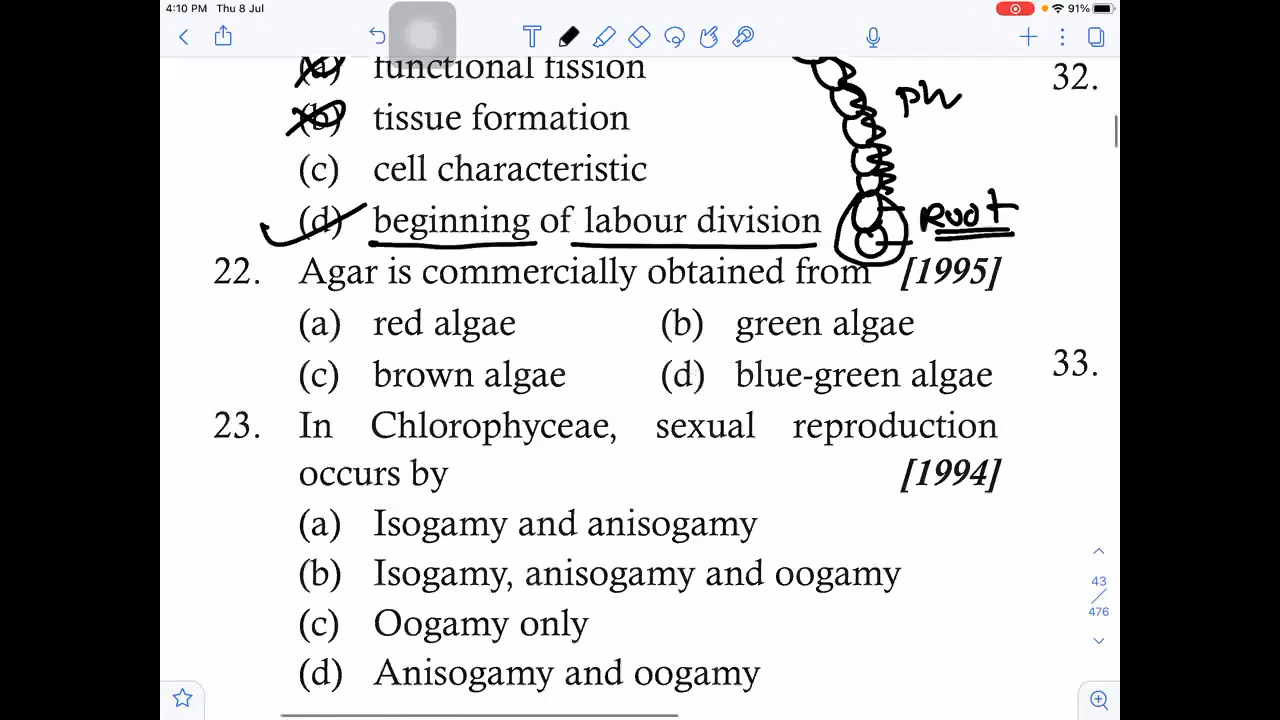 4:10 PM Thu 8 Jul
91%
(a) functional fission
(b) tissue formation
ph
32.
(c) cell characteristic
(d) beginning of labour division
Root
22. Agar is commercially obtained from [1995]
(a) red algae (b) green algae
(c) brown algae (d) blue-green algae
33.
23. In Chlorophyceae, sexual reproduction
occurs by [1994]
(a) Isogamy and anisogamy
(b) Isogamy, anisogamy and oogamy
(c) Oogamy only
(d) Anisogamy and oogamy
43
476